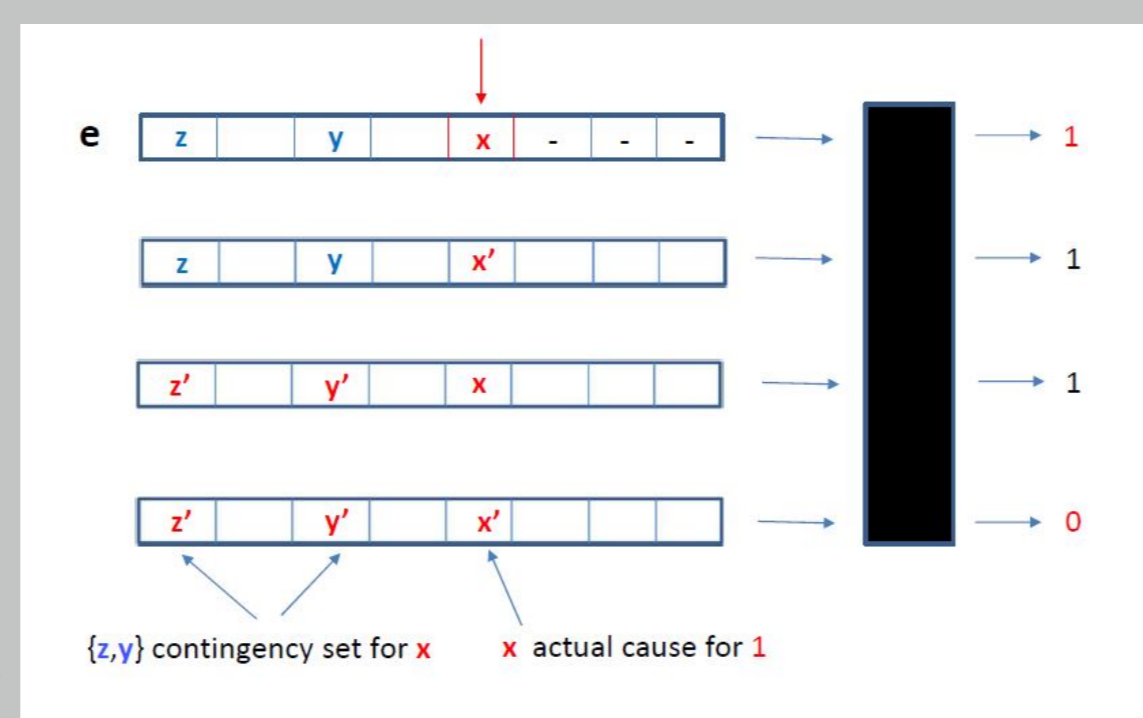 e z y x - - - 1
z y x’ 1
z’ y’ x 1
z’ y’ x’ 0
{z,y} contingency set for x x actual cause for 1